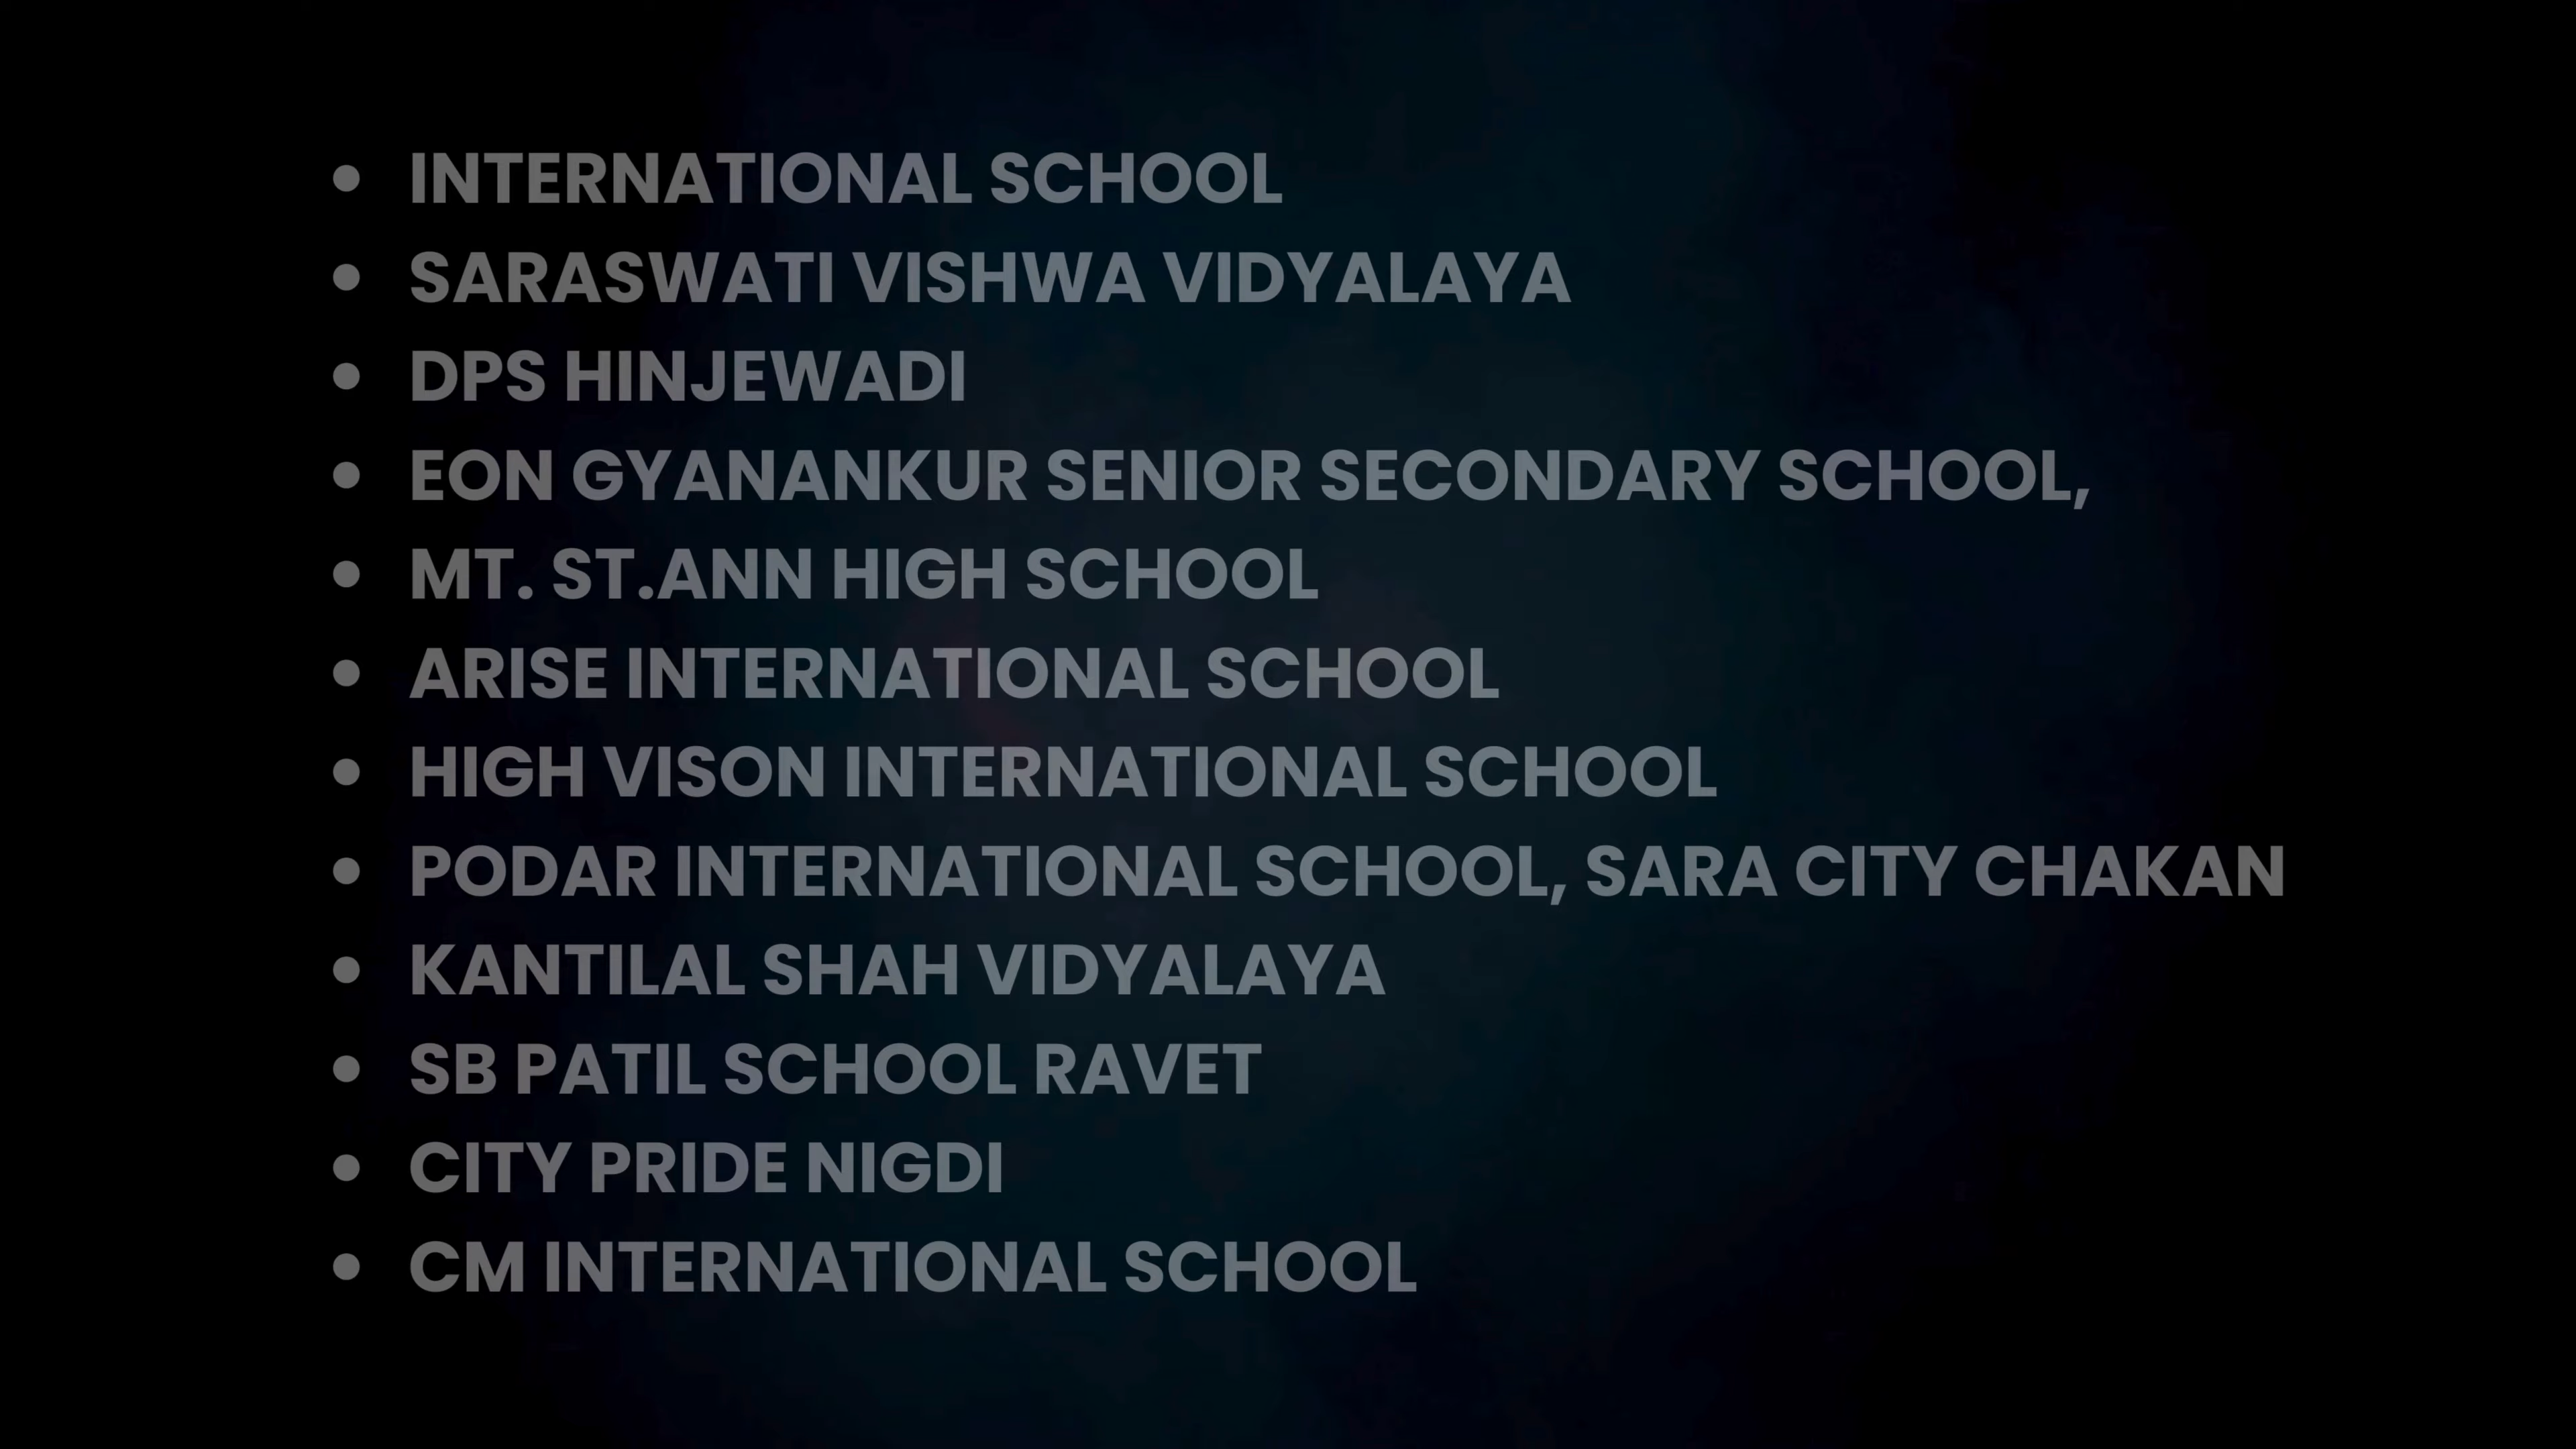 • INTERNATIONAL SCHOOL
• SARASWATI VISHWA VIDYALAYA
• DPS HINJEWADI
• EON GYANANKUR SENIOR SECONDARY SCHOOL,
• MT. ST.ANN HIGH SCHOOL
• ARISE INTERNATIONAL SCHOOL
• HIGH VISON INTERNATIONAL SCHOOL
• PODAR INTERNATIONAL SCHOOL, SARA CITY CHAKAN
• KANTILAL SHAH VIDYALAYA
• SB PATIL SCHOOL RAVET
• CITY PRIDE NIGDI
• CM INTERNATIONAL SCHOOL